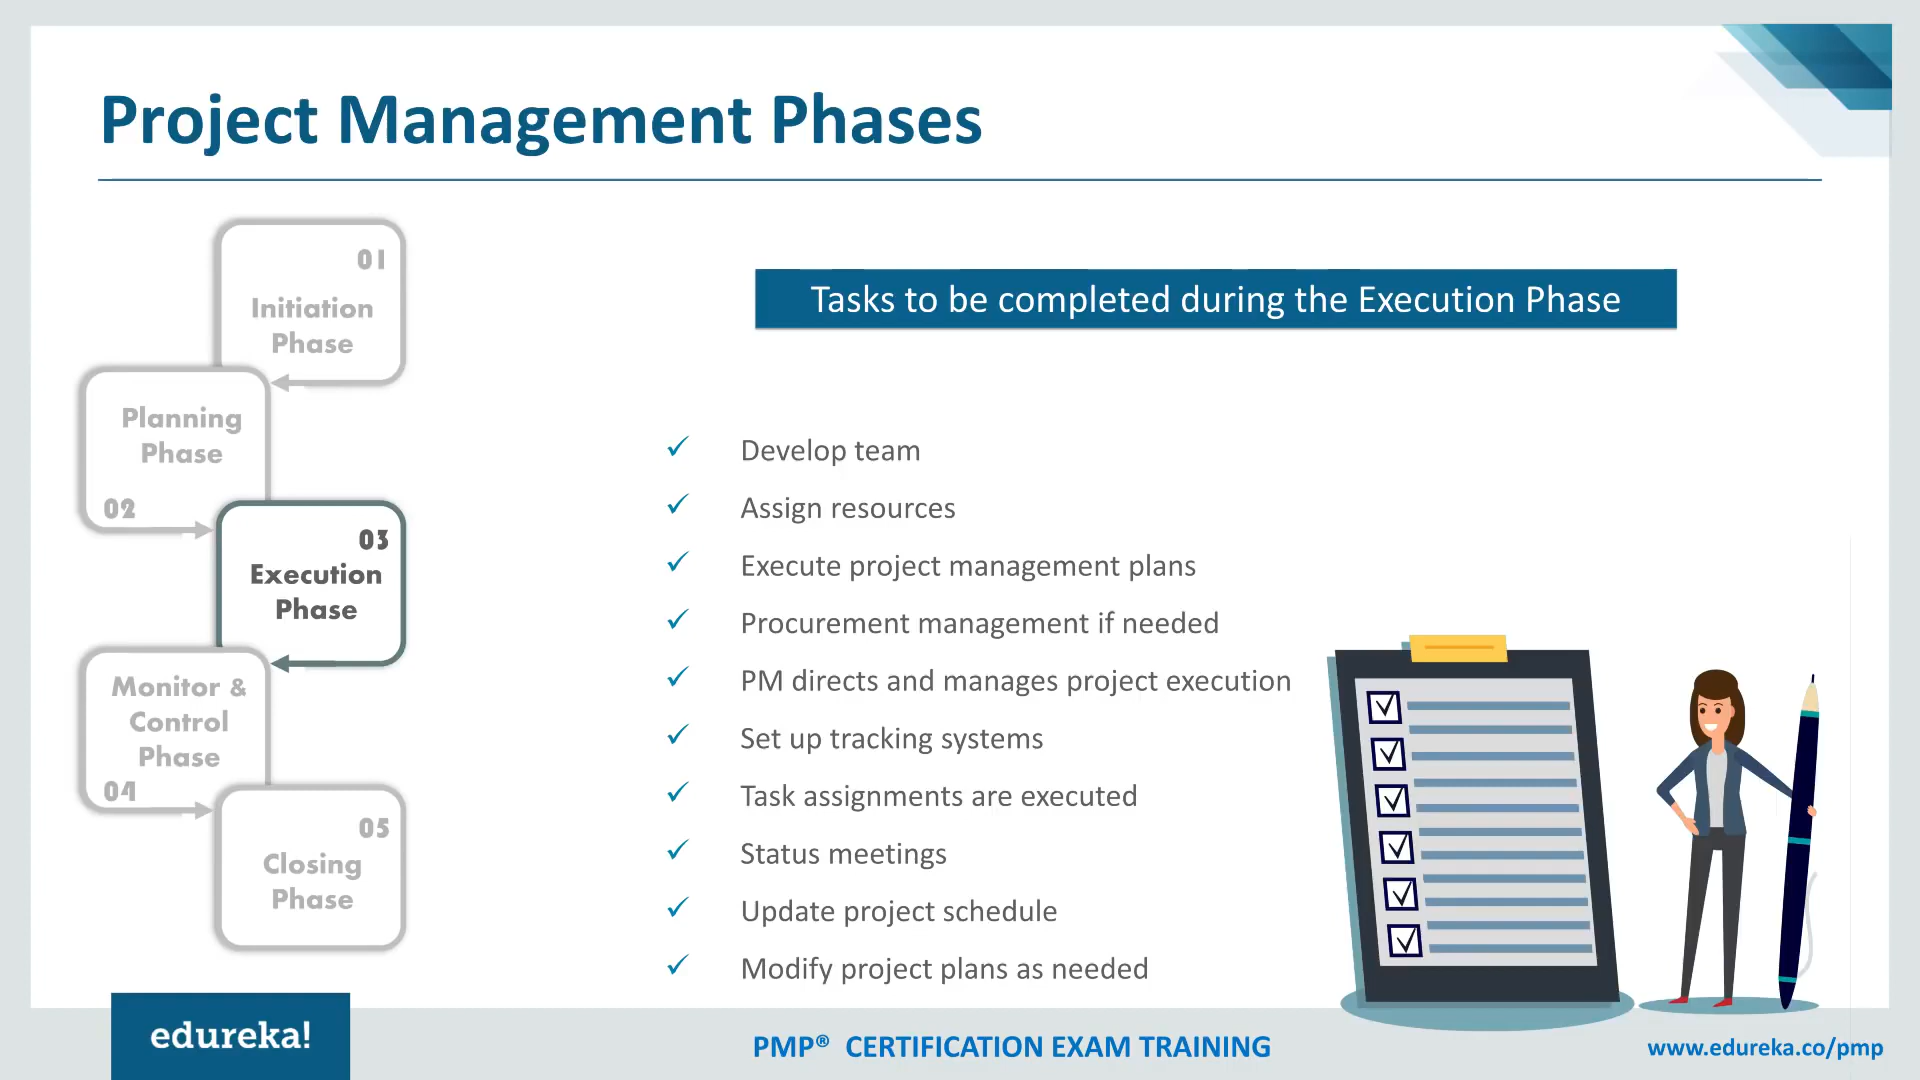 Project Management Phases
01
Initiation
Phase
Planning
Phase
02
03
Execution
Phase
Monitor &
Control
Phase
04
05
Closing
Phase
Tasks to be completed during the Execution Phase
Develop team
Assign resources
Execute project management plans
Procurement management if needed
PM directs and manages project execution
Set up tracking systems
Task assignments are executed
Status meetings
Update project schedule
Modify project plans as needed
edureka!
PMP® CERTIFICATION EXAM TRAINING
www.edureka.co/pmp